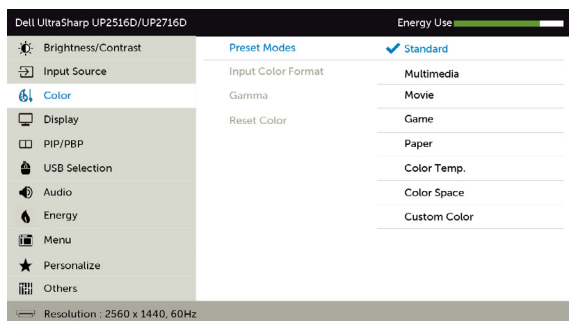 Dell UltraSharp UP2516D/UP2716D
Energy Use
Brightness/Contrast
Input Source
Color
Display
PIP/PBP
USB Selection
Audio
Energy
Menu
Personalize
Others
Preset Modes
Input Color Format
Gamma
Reset Color
Standard
Multimedia
Movie
Game
Paper
Color Temp.
Color Space
Custom Color
Resolution : 2560 x 1440, 60Hz